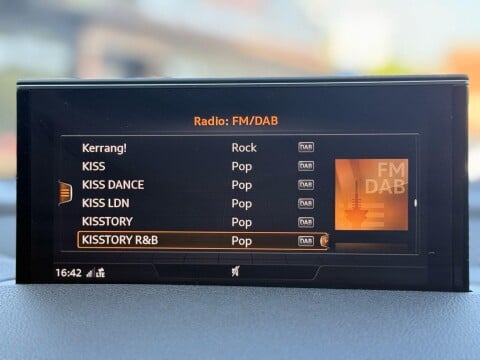 Radio: FM/DAB
Kerrang! Rock DAB
KISS Pop DAB
KISS DANCE Pop DAB
KISS LDN Pop DAB
KISSTORY Pop DAB
KISSTORY R&B Pop DAB
FM
DAB
16:42 LTE